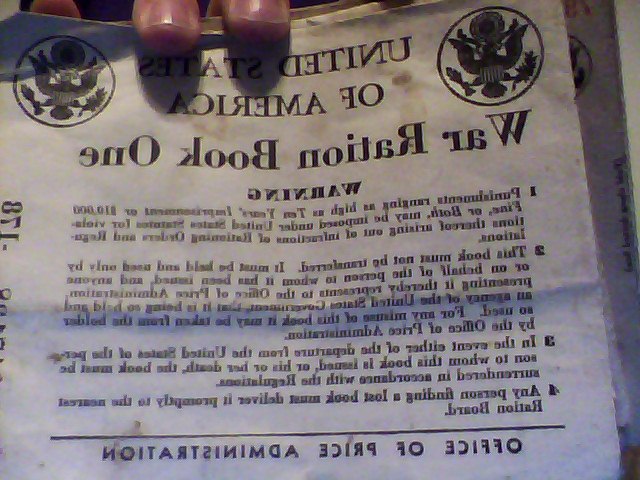 UNITED STATES
OF AMERICA
War Ration Book One
WARNING
1 Punishments ranging as high as Ten Years' Imprisonment or $10,000
Fine, or Both, may be imposed under United States Statutes for viola-
tions thereof arising out of infractions of Rationing Orders and Regu-
lations.
2 This book must not be transferred. It must be held and used only by
or on behalf of the person to whom it has been issued, and anyone
presenting it thereby represents to the Office of Price Administration,
an agency of the United States Government, that it is being so held and
so used. For any misuse of this book it may be taken from the holder
by the Office of Price Administration.
3 In the event either of the departure from the United States of the per-
son to whom this book is issued, or his or her death, the book must be
surrendered in accordance with the Regulations.
4 Any person finding a lost book must deliver it promptly to the nearest
Ration Board.
OFFICE OF PRICE ADMINISTRATION